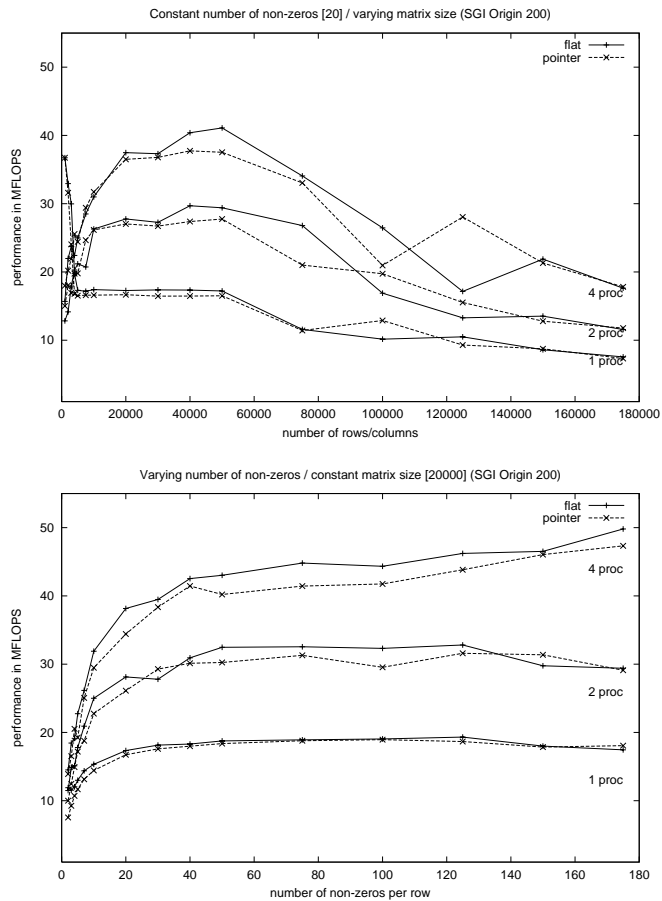 Constant number of non-zeros [20] / varying matrix size (SGI Origin 200)
flat
pointer
50
40
30
20
10
performance in MFLOPS
4 proc
2 proc
1 proc
0 20000 40000 60000 80000 100000 120000 140000 160000 180000
number of rows/columns
Varying number of non-zeros / constant matrix size [20000] (SGI Origin 200)
flat
pointer
50
40
30
20
10
performance in MFLOPS
4 proc
2 proc
1 proc
0 20 40 60 80 100 120 140 160 180
number of non-zeros per row